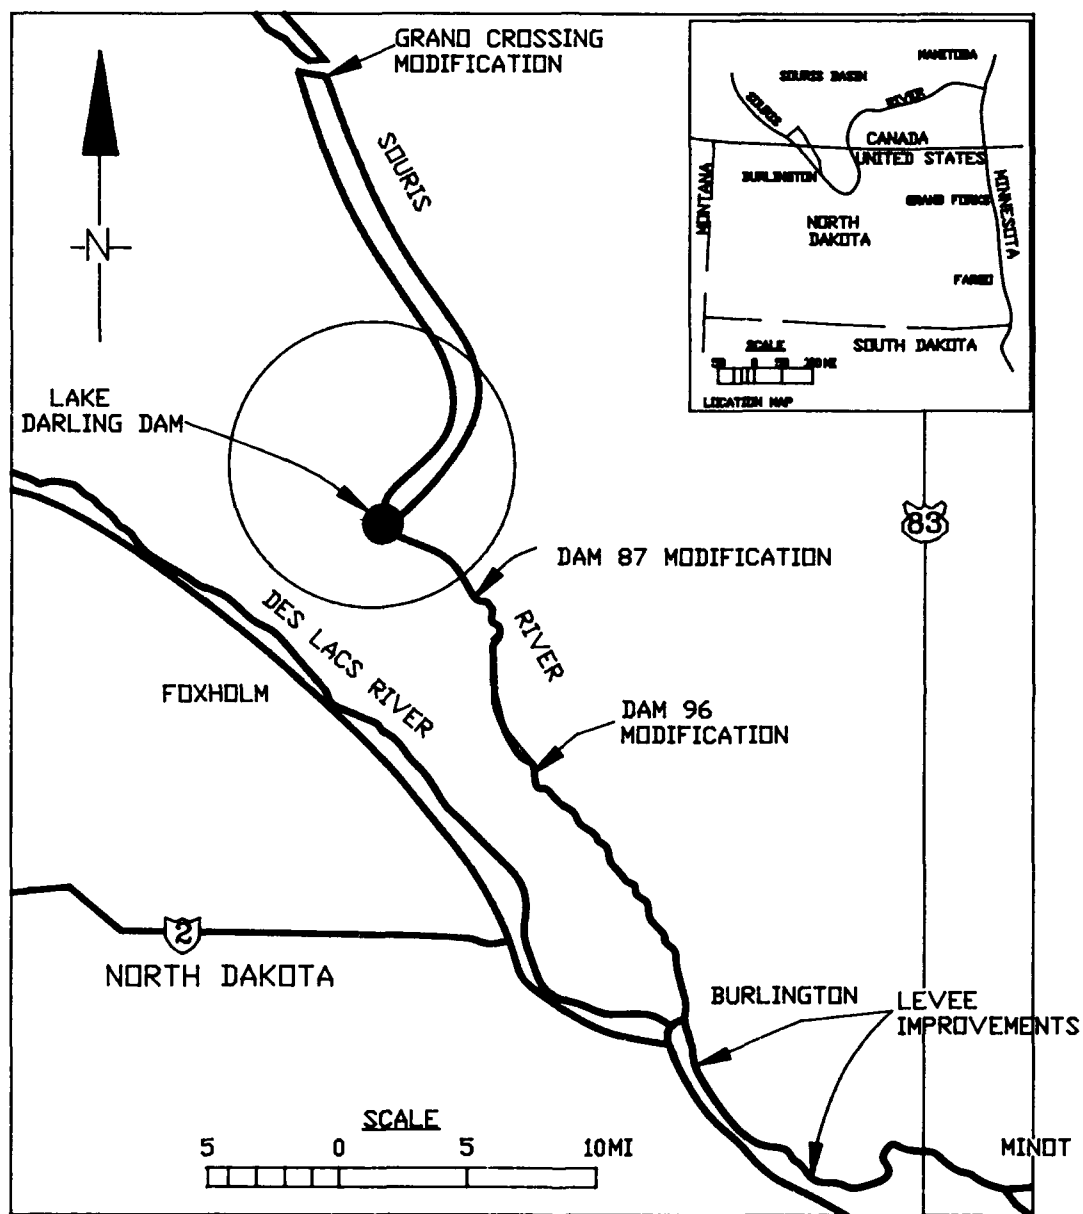 GRAND CROSSING
MODIFICATION
SOURIS
N
LAKE
DARLING DAM
MANITOBA
SOURIS BASIN
SOURIS
RIVER
CANADA
UNITED STATES
BURLINGTON
MONTANA
GRAND FORKS
MINNESOTA
NORTH
DAKOTA
FARGO
SCALE
SOUTH DAKOTA
0
LOCATION MAP
83
DAM 87 MODIFICATION
RIVER
DES LACS RIVER
FOXHOLM
DAM 96
MODIFICATION
2
NORTH DAKOTA
BURLINGTON
LEVEE
IMPROVEMENTS
SCALE
5 0 5 10MI
MINOT